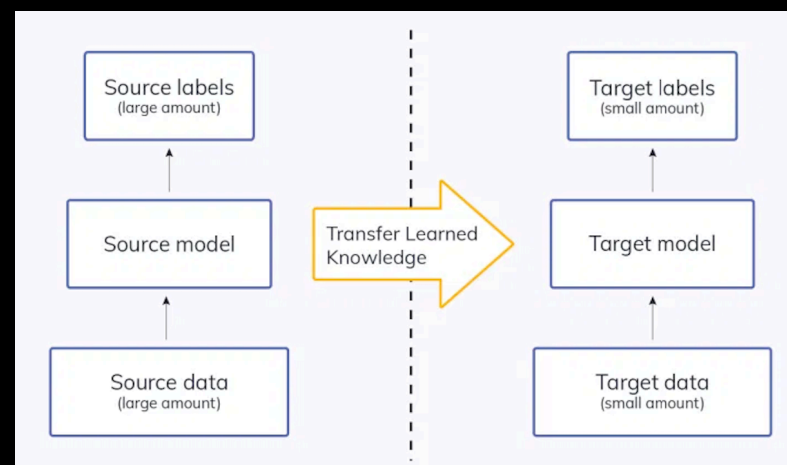 Source labels
(large amount)
Target labels
(small amount)
Source model
Transfer Learned
Knowledge
Target model
Source data
(large amount)
Target data
(small amount)